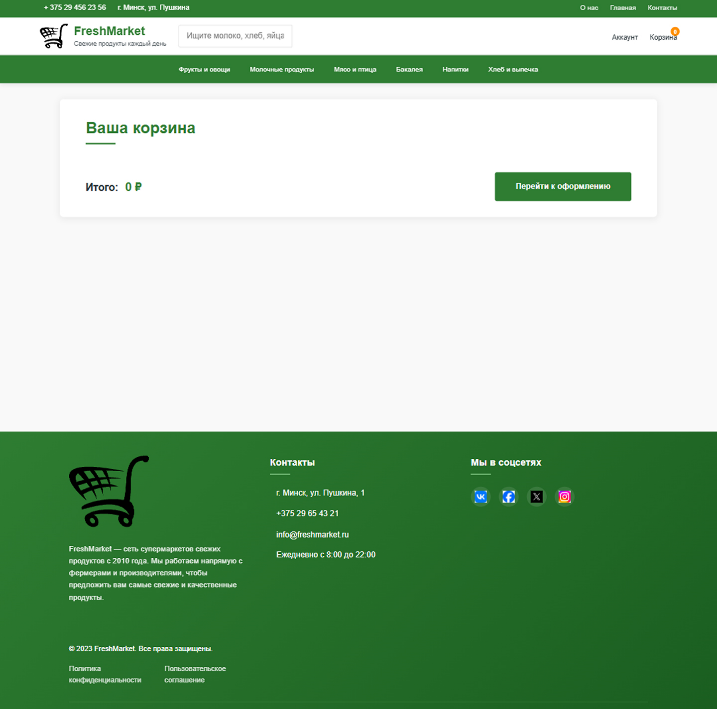 + 375 29 456 23 56 г. Минск, ул. Пушкина О нас Главная Контакты
FreshMarket
Свежие продукты каждый день
Ищите молоко, хлеб, яйца
Аккаунт Корзина 0
Фрукты и овощи Молочные продукты Мясо и птица Бакалея Напитки Хлеб и выпечка
Ваша корзина
Итого: 0 ₽
Перейти к оформлению
FreshMarket — сеть супермаркетов свежих
продуктов с 2010 года. Мы работаем напрямую с
фермерами и производителями, чтобы
предложить вам самые свежие и качественные
продукты.
Контакты
г. Минск, ул. Пушкина, 1
+375 29 65 43 21
info@freshmarket.ru
Ежедневно с 8:00 до 22:00
Мы в соцсетях
© 2023 FreshMarket. Все права защищены.
Политика
конфиденциальности
Пользовательское
соглашение